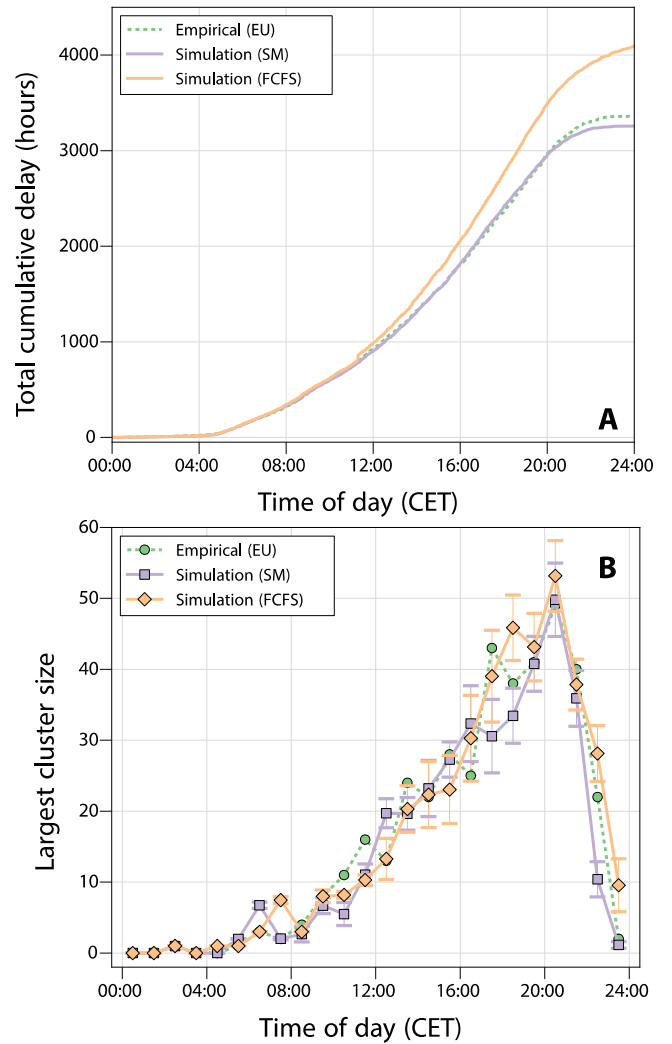 Total cumulative delay (hours)
4000
3000
2000
1000
0
Empirical (EU)
Simulation (SM)
Simulation (FCFS)
A
00:00 04:00 08:00 12:00 16:00 20:00 24:00
Time of day (CET)
Largest cluster size
60
50
40
30
20
10
0
Empirical (EU)
Simulation (SM)
Simulation (FCFS)
B
00:00 04:00 08:00 12:00 16:00 20:00 24:00
Time of day (CET)